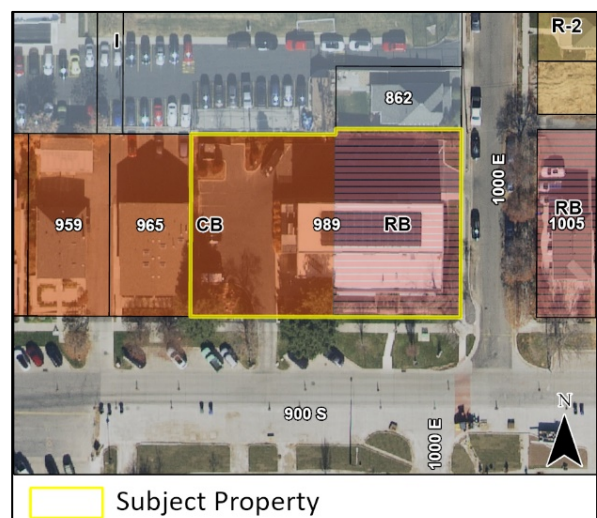 I
R-2
862
1000 E
959
965
CB
989
RB
RB
1005
900 S
1000 E
N
Subject Property